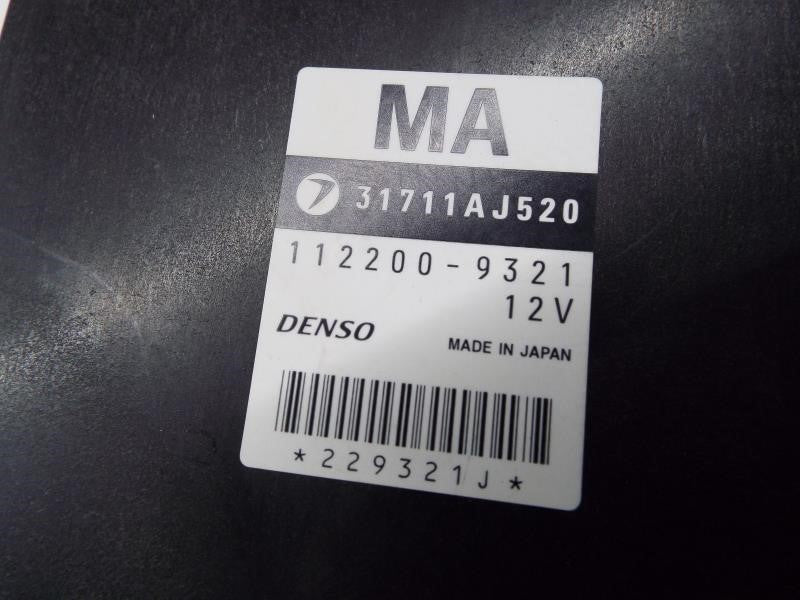 MA
31711AJ520
112200-9321
12V
DENSO
MADE IN JAPAN
*229321J*